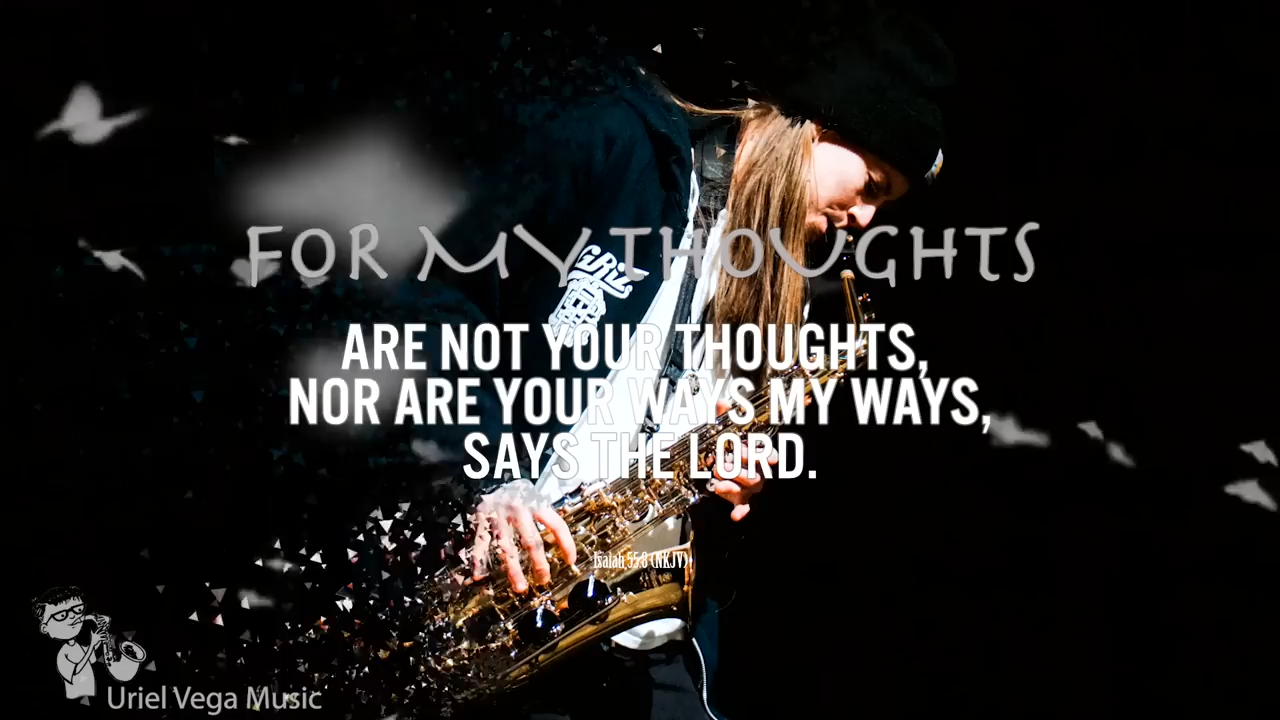 FOR MY THOUGHTS
GRiZ
ARE NOT YOUR THOUGHTS,
NOR ARE YOUR WAYS MY WAYS,
SAYS THE LORD.
Isaiah 55:8 (NKJV)
Uriel Vega Music